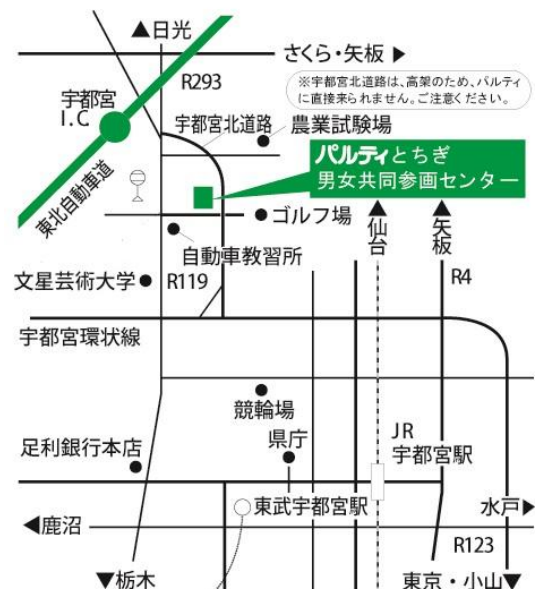 ▲日光
さくら・矢板 ▶
R293
※宇都宮北道路は、高架のため、パルティ
に直接来られません。ご注意ください。
宇都宮
I.C
宇都宮北道路
農業試験場
パルティとちぎ
男女共同参画センター
東北自動車道
ゴルフ場
▲仙台
▲矢板
自動車教習所
文星芸術大学
R119
R4
宇都宮環状線
競輪場
県庁
足利銀行本店
JR
宇都宮駅
東武宇都宮駅
水戸▶
◀鹿沼
R123
▼栃木
東京・小山▼